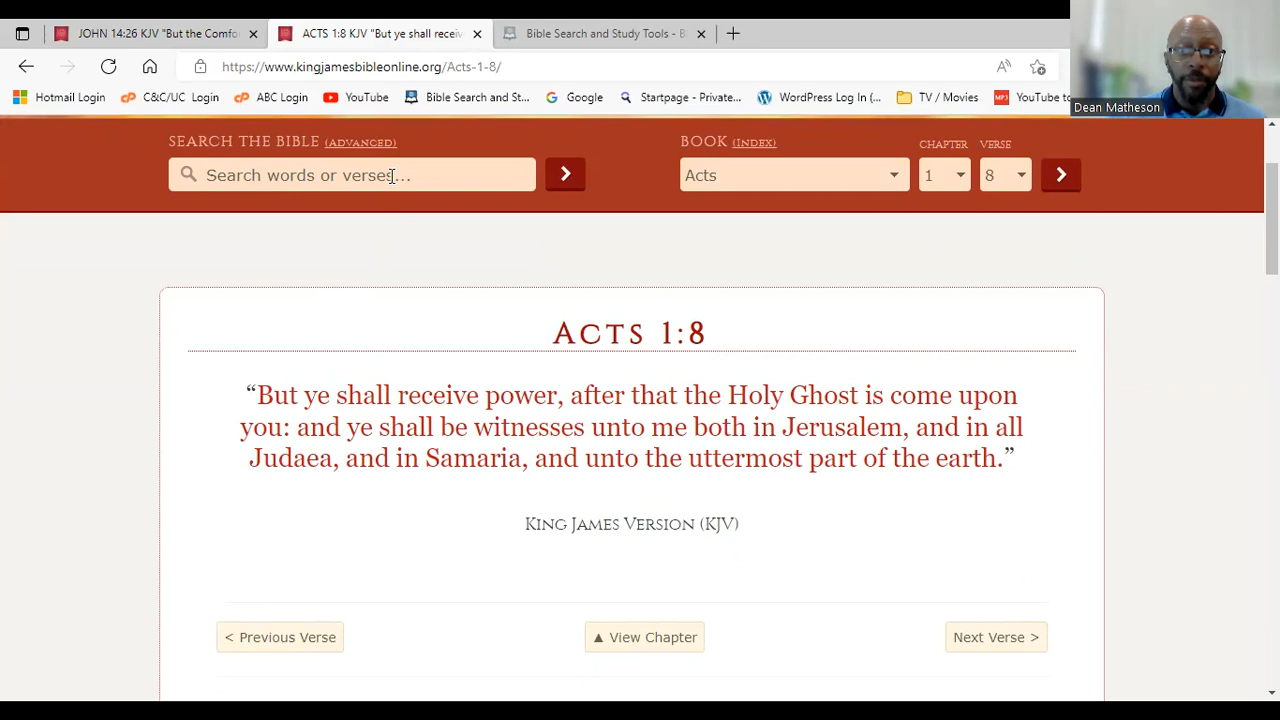 JOHN 14:26 KJV "But the Comfo
ACTS 1:8 KJV "But ye shall receiv
Bible Search and Study Tools - B
https://www.kingjamesbibleonline.org/Acts-1-8/
Hotmail Login
C&C/UC Login
ABC Login
YouTube
Bible Search and St...
Google
Startpage - Private...
WordPress Log In (...
TV / Movies
MP3
YouTube to
Dean Matheson
SEARCH THE BIBLE (ADVANCED)
BOOK (INDEX)
CHAPTER
VERSE
Search words or verses...
Acts
1
8
ACTS 1:8
“But ye shall receive power, after that the Holy Ghost is come upon
you: and ye shall be witnesses unto me both in Jerusalem, and in all
Judaea, and in Samaria, and unto the uttermost part of the earth.”
KING JAMES VERSION (KJV)
< Previous Verse
▲ View Chapter
Next Verse >